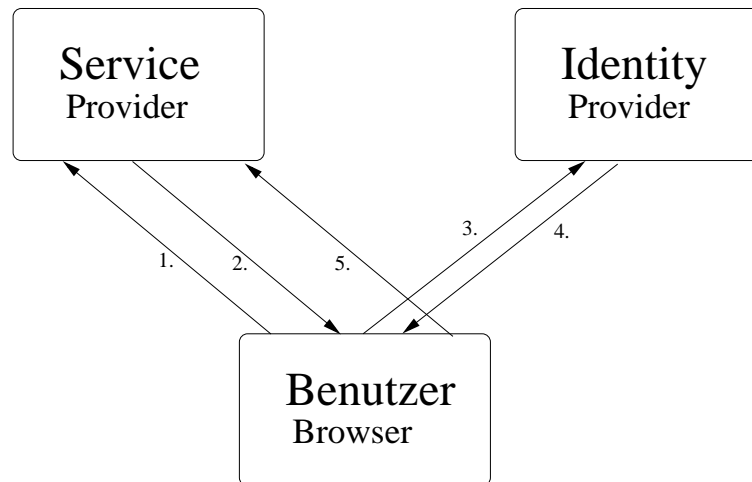 Service
Provider
Identity
Provider
1.
2.
5.
3.
4.
Benutzer
Browser